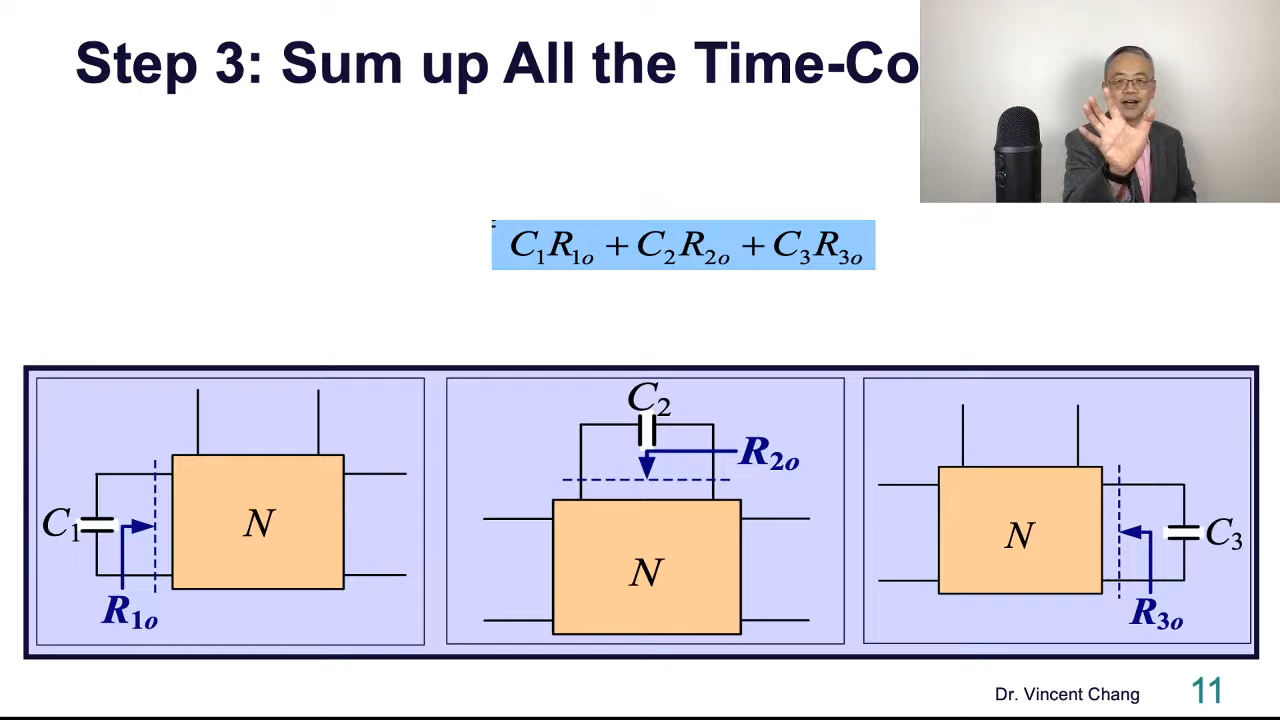 Step 3: Sum up All the Time-Co
C₁R₁ₒ + C₂R₂ₒ + C₃R₃ₒ
C₁
N
R₁ₒ
C₂
R₂ₒ
N
N
C₃
R₃ₒ
Dr. Vincent Chang
11